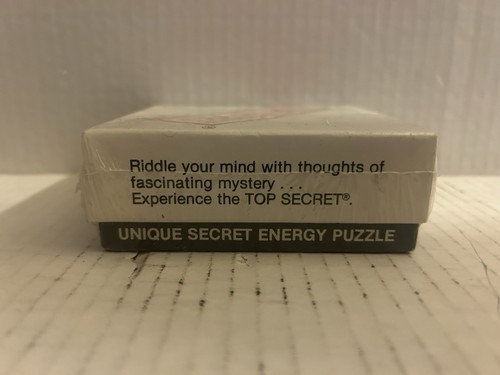 Riddle your mind with thoughts of
fascinating mystery . . .
Experience the TOP SECRET®.
UNIQUE SECRET ENERGY PUZZLE